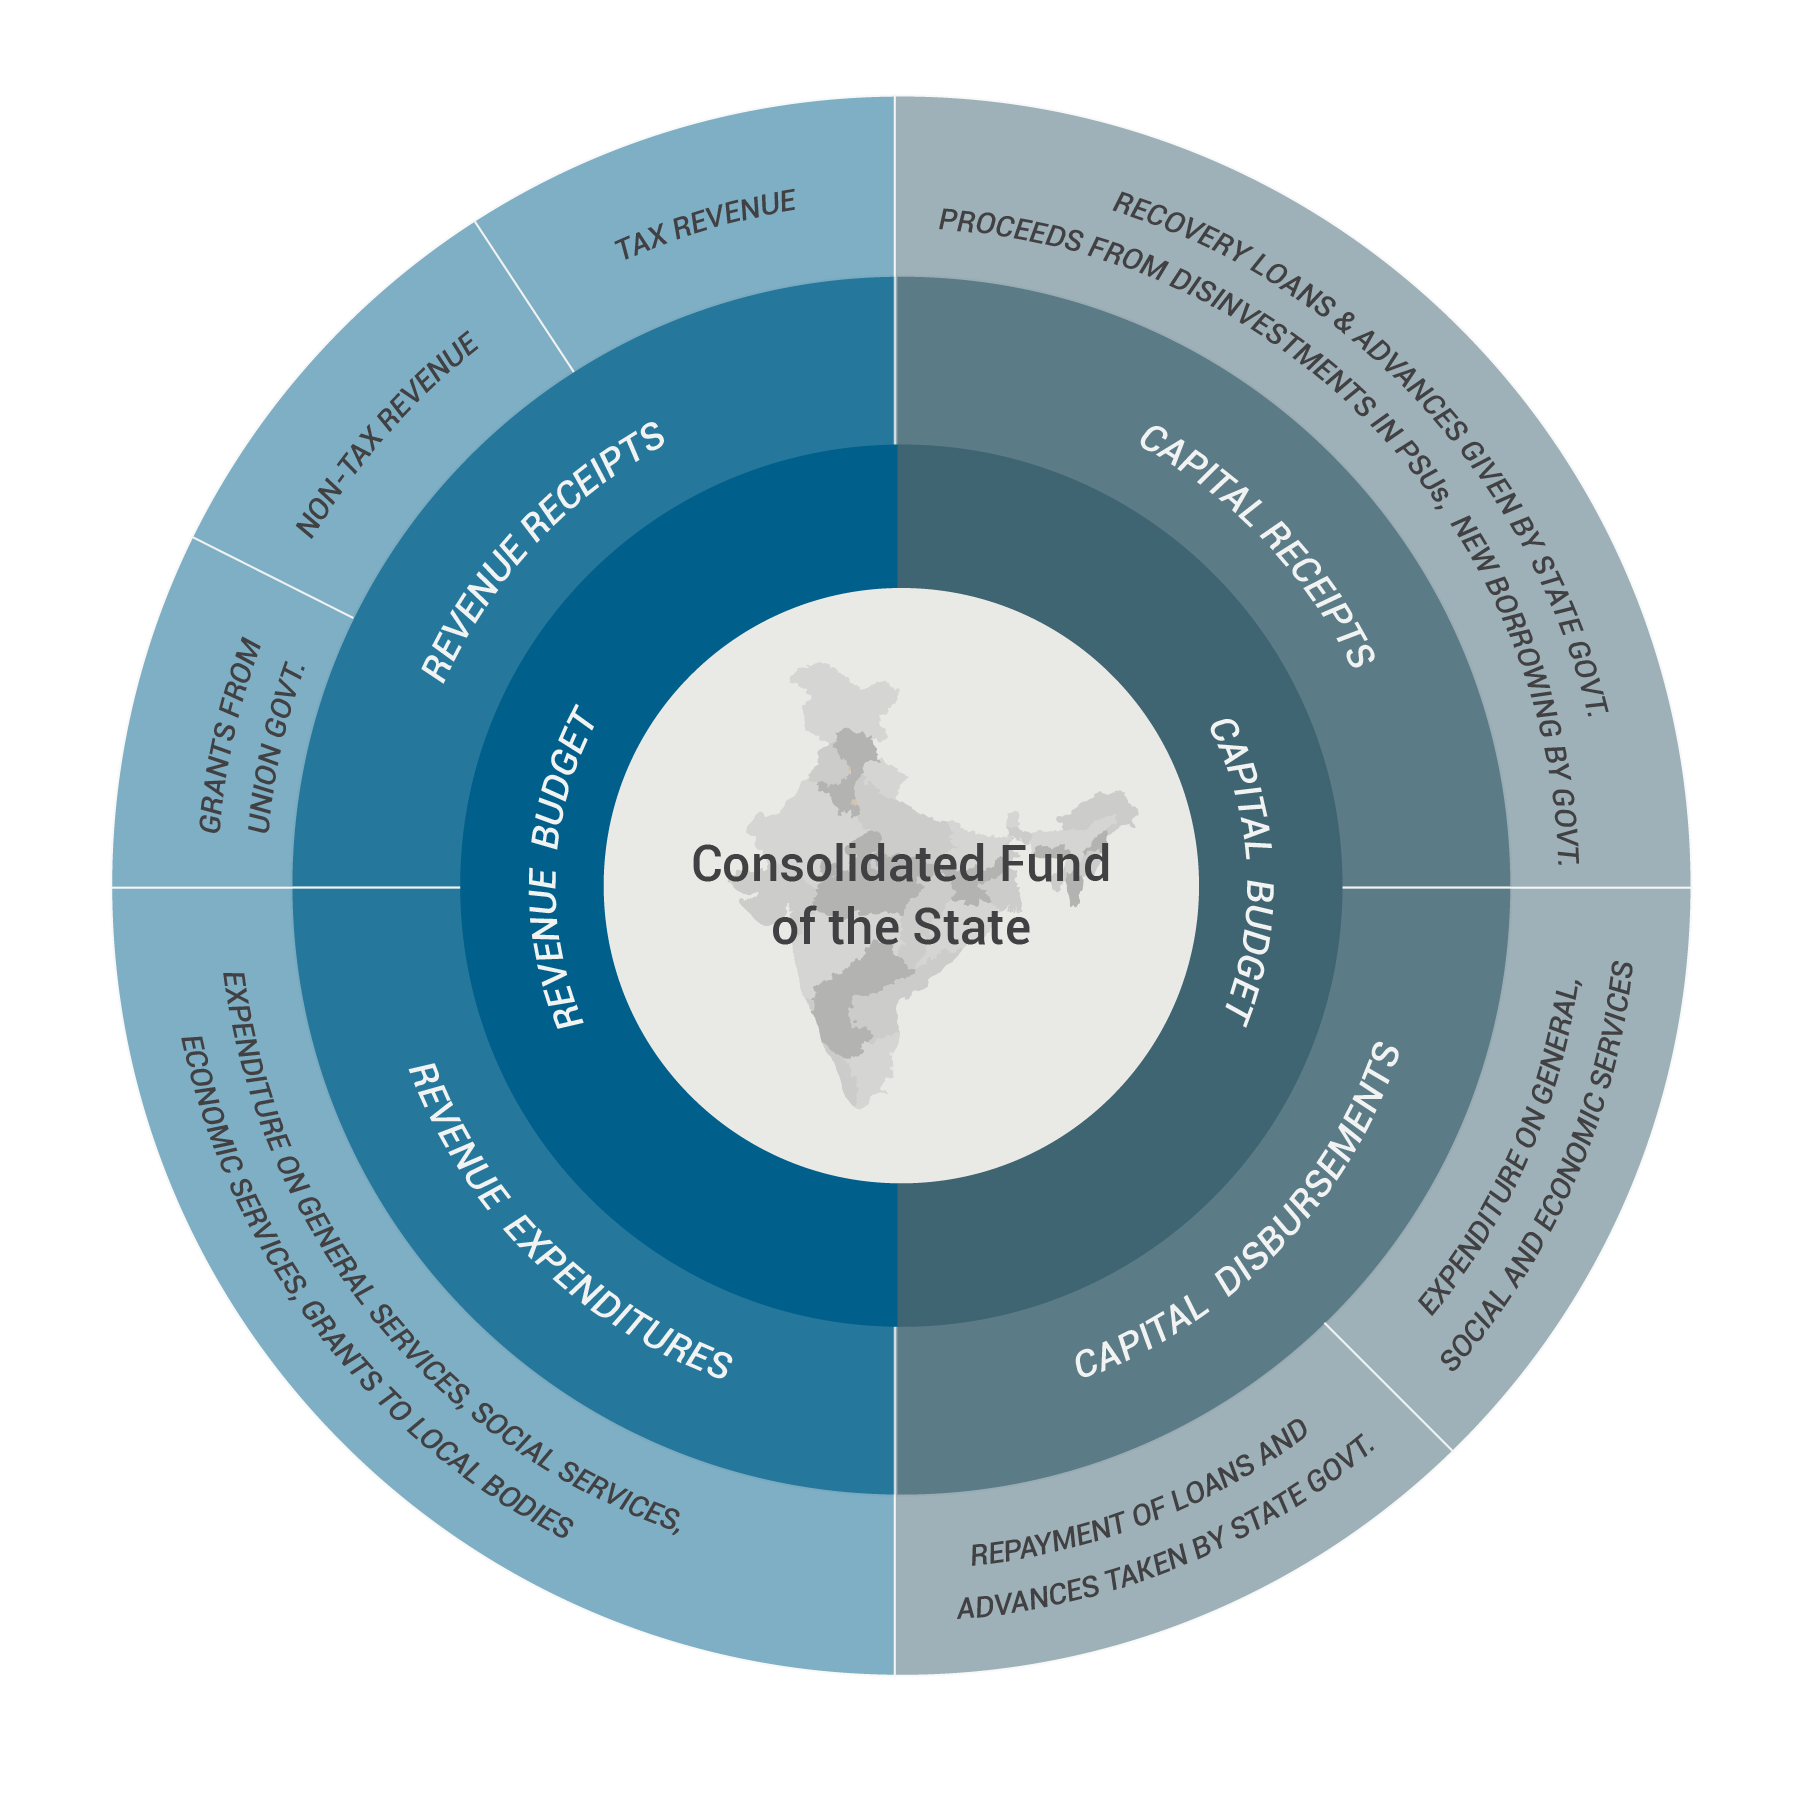 Consolidated Fund
of the State
REVENUE BUDGET
CAPITAL BUDGET
REVENUE RECEIPTS
CAPITAL RECEIPTS
REVENUE EXPENDITURES
CAPITAL DISBURSEMENTS
TAX REVENUE
NON-TAX REVENUE
GRANTS FROM
UNION GOVT.
RECOVERY LOANS & ADVANCES GIVEN BY STATE GOVT.
PROCEEDS FROM DISINVESTMENTS IN PSUs, NEW BORROWING BY GOVT.
EXPENDITURE ON GENERAL SERVICES, SOCIAL SERVICES,
ECONOMIC SERVICES, GRANTS TO LOCAL BODIES
EXPENDITURE ON GENERAL,
SOCIAL AND ECONOMIC SERVICES
REPAYMENT OF LOANS AND
ADVANCES TAKEN BY STATE GOVT.